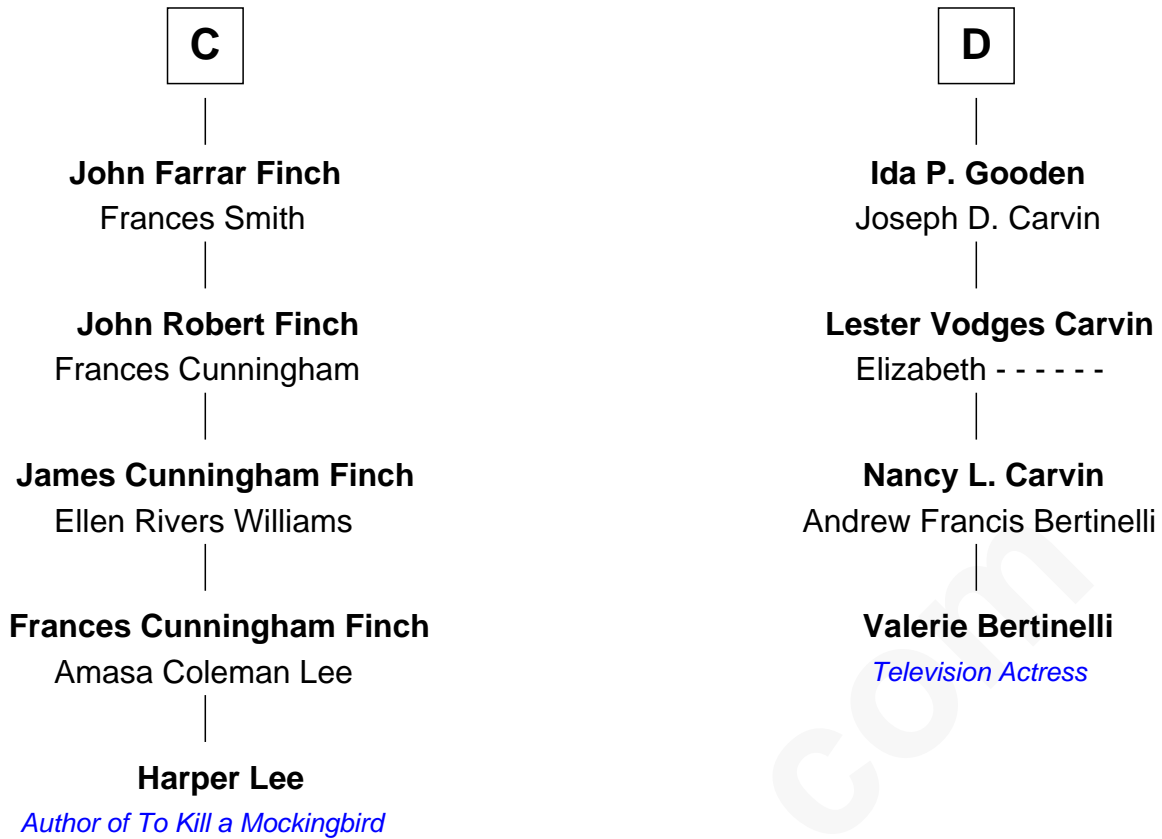 C
John Farrar Finch
Frances Smith
John Robert Finch
Frances Cunningham
James Cunningham Finch
Ellen Rivers Williams
Frances Cunningham Finch
Amasa Coleman Lee
Harper Lee
Author of To Kill a Mockingbird
D
Ida P. Gooden
Joseph D. Carvin
Lester Vodges Carvin
Elizabeth - - - - - -
Nancy L. Carvin
Andrew Francis Bertinelli
Valerie Bertinelli
Television Actress
com